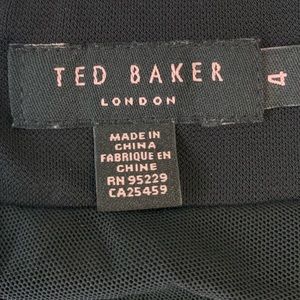 TED BAKER
LONDON
4
MADE IN
CHINA
FABRIQUE EN
CHINE
RN 95229
CA25459